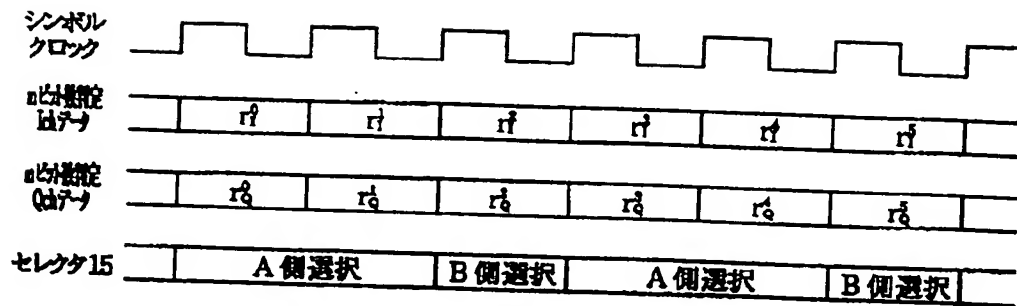 シンボル
クロック
mビット軟判定
Ichデータ
r_I^0 r_I^1 r_I^2 r_I^3 r_I^4 r_I^5
mビット軟判定
Qchデータ
r_Q^0 r_Q^1 r_Q^2 r_Q^3 r_Q^4 r_Q^5
セレクタ15 A側選択 B側選択 A側選択 B側選択